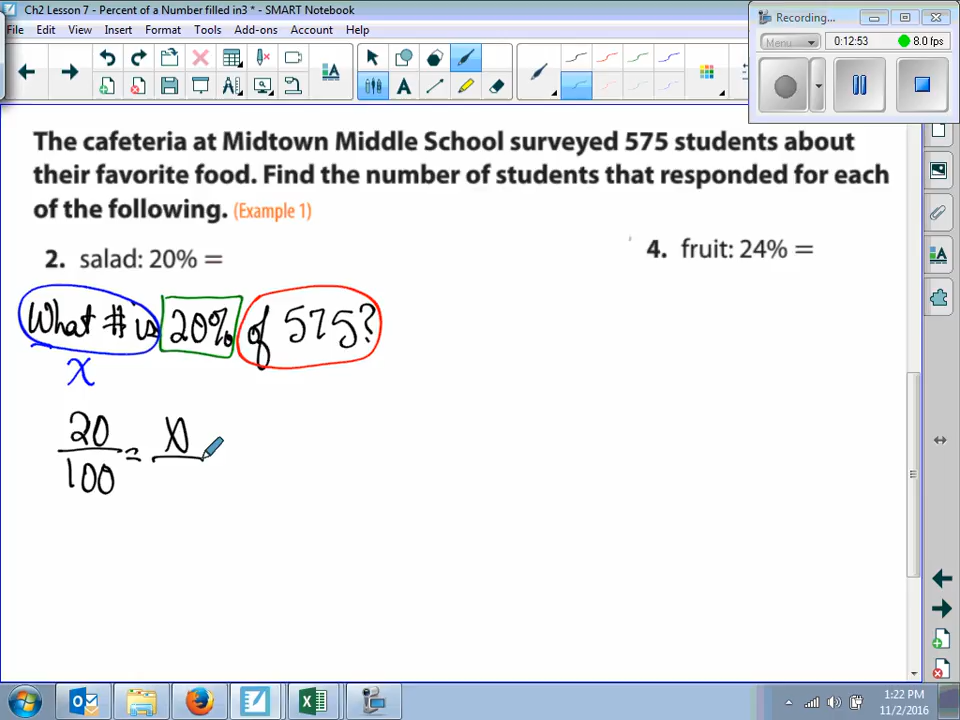 Ch2 Lesson 7 - Percent of a Number filled in3 * - SMART Notebook
File Edit View Insert Format Tools Add-ons Account Help
Recording...
Menu 0:12:53 8.0 fps
The cafeteria at Midtown Middle School surveyed 575 students about
their favorite food. Find the number of students that responded for each
of the following. (Example 1)
2. salad: 20% =
4. fruit: 24% =
What # is 20% of 575?
x
20
100
=
x
1:22 PM
11/2/2016